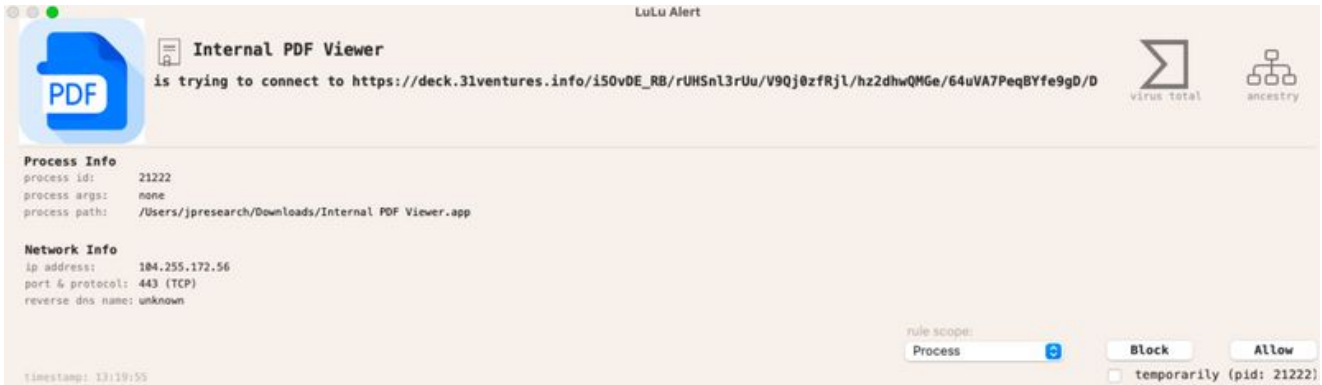 LuLu Alert
PDF
Internal PDF Viewer
is trying to connect to https://deck.31ventures.info/i5OvDE_RB/rUHSnl3rUu/V9Qj0zfRjl/hz2dhwQMGe/64uVA7PeqBYfe9gD/D
virus total
ancestry
Process Info
process id: 21222
process args: none
process path: /Users/jpresearch/Downloads/Internal PDF Viewer.app
Network Info
ip address: 104.255.172.56
port & protocol: 443 (TCP)
reverse dns name: unknown
rule scope:
Process
Block
Allow
timestamp: 13:19:55
temporarily (pid: 21222)